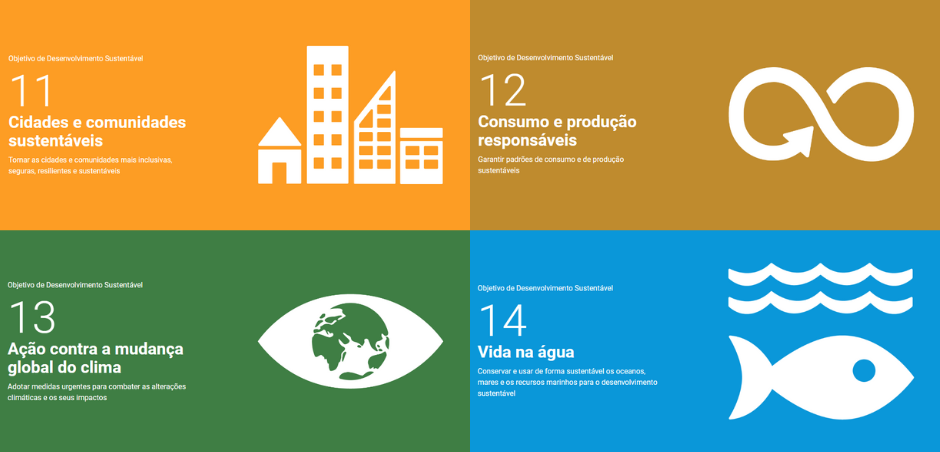 Objetivo de Desenvolvimento Sustentável
11
Cidades e comunidades
sustentáveis
Tornar as cidades e comunidades mais inclusivas,
seguras, resilientes e sustentáveis
Objetivo de Desenvolvimento Sustentável
12
Consumo e produção
responsáveis
Garantir padrões de consumo e de produção
sustentáveis
Objetivo de Desenvolvimento Sustentável
13
Ação contra a mudança
global do clima
Adotar medidas urgentes para combater as alterações
climáticas e os seus impactos
Objetivo de Desenvolvimento Sustentável
14
Vida na água
Conservar e usar de forma sustentável os oceanos,
mares e os recursos marinhos para o desenvolvimento
sustentável